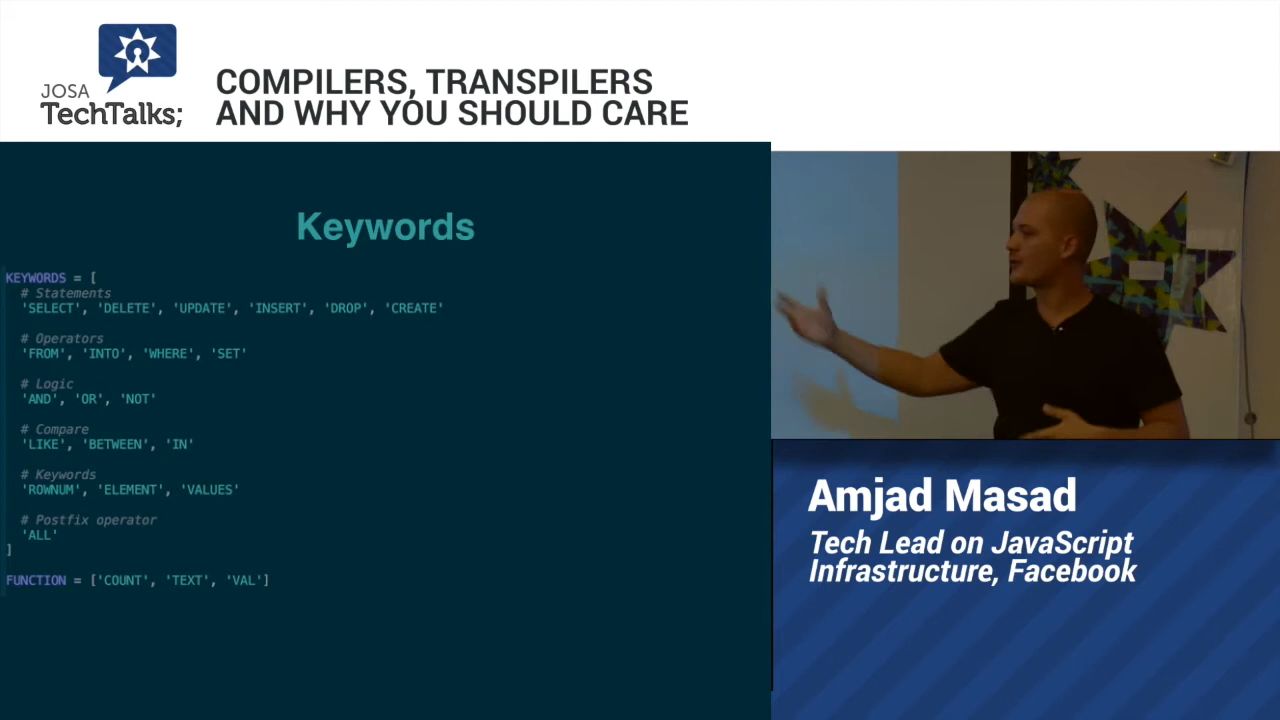 JOSA
TechTalks;
COMPILERS, TRANSPILERS
AND WHY YOU SHOULD CARE
Keywords
KEYWORDS = [
# Statements
'SELECT', 'DELETE', 'UPDATE', 'INSERT', 'DROP', 'CREATE'
# Operators
'FROM', 'INTO', 'WHERE', 'SET'
# Logic
'AND', 'OR', 'NOT'
# Compare
'LIKE', 'BETWEEN', 'IN'
# Keywords
'ROWNUM', 'ELEMENT', 'VALUES'
# Postfix operator
'ALL'
]
FUNCTION = ['COUNT', 'TEXT', 'VAL']
Amjad Masad
Tech Lead on JavaScript
Infrastructure, Facebook